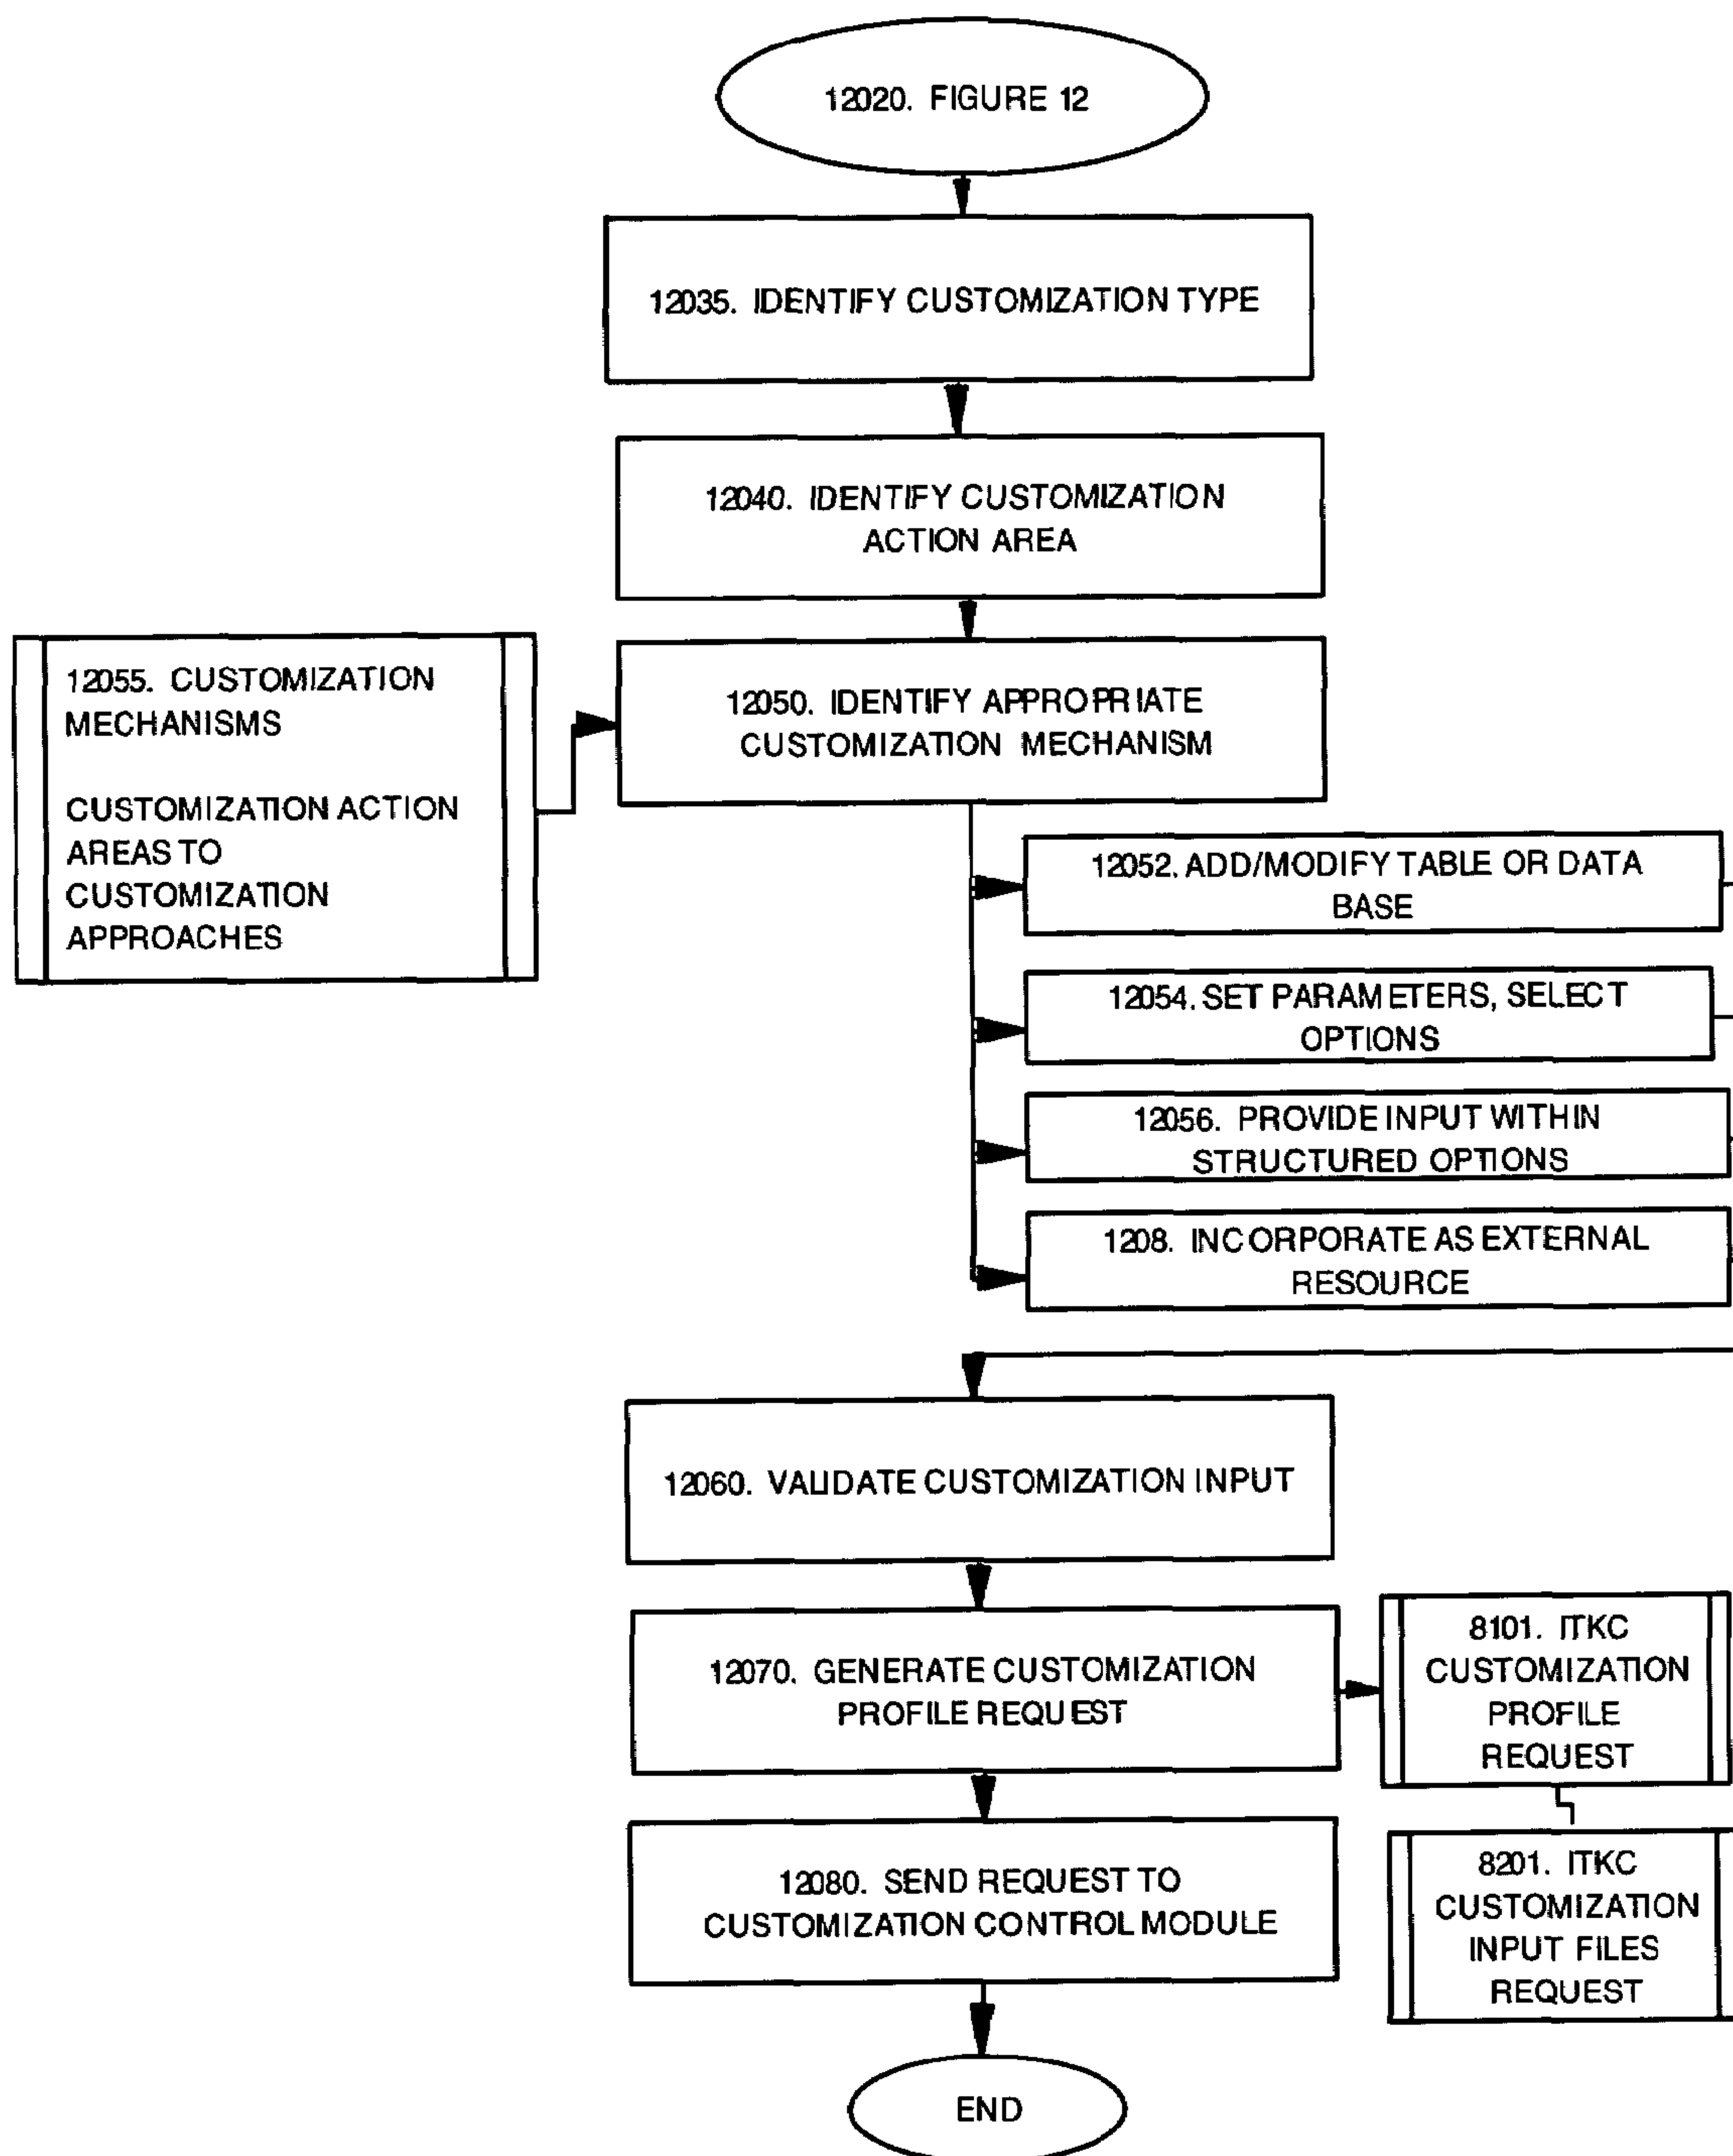 12020. FIGURE 12
12035. IDENTIFY CUSTOMIZATION TYPE
12040. IDENTIFY CUSTOMIZATION
ACTION AREA
12055. CUSTOMIZATION
MECHANISMS
CUSTOMIZATION ACTION
AREAS TO
CUSTOMIZATION
APPROACHES
12050. IDENTIFY APPROPRIATE
CUSTOMIZATION MECHANISM
12052. ADD/MODIFY TABLE OR DATA
BASE
12054. SET PARAMETERS, SELECT
OPTIONS
12056. PROVIDE INPUT WITHIN
STRUCTURED OPTIONS
1208. INCORPORATE AS EXTERNAL
RESOURCE
12060. VALIDATE CUSTOMIZATION INPUT
12070. GENERATE CUSTOMIZATION
PROFILE REQUEST
8101. ITKC
CUSTOMIZATION
PROFILE
REQUEST
12080. SEND REQUEST TO
CUSTOMIZATION CONTROL MODULE
8201. ITKC
CUSTOMIZATION
INPUT FILES
REQUEST
END